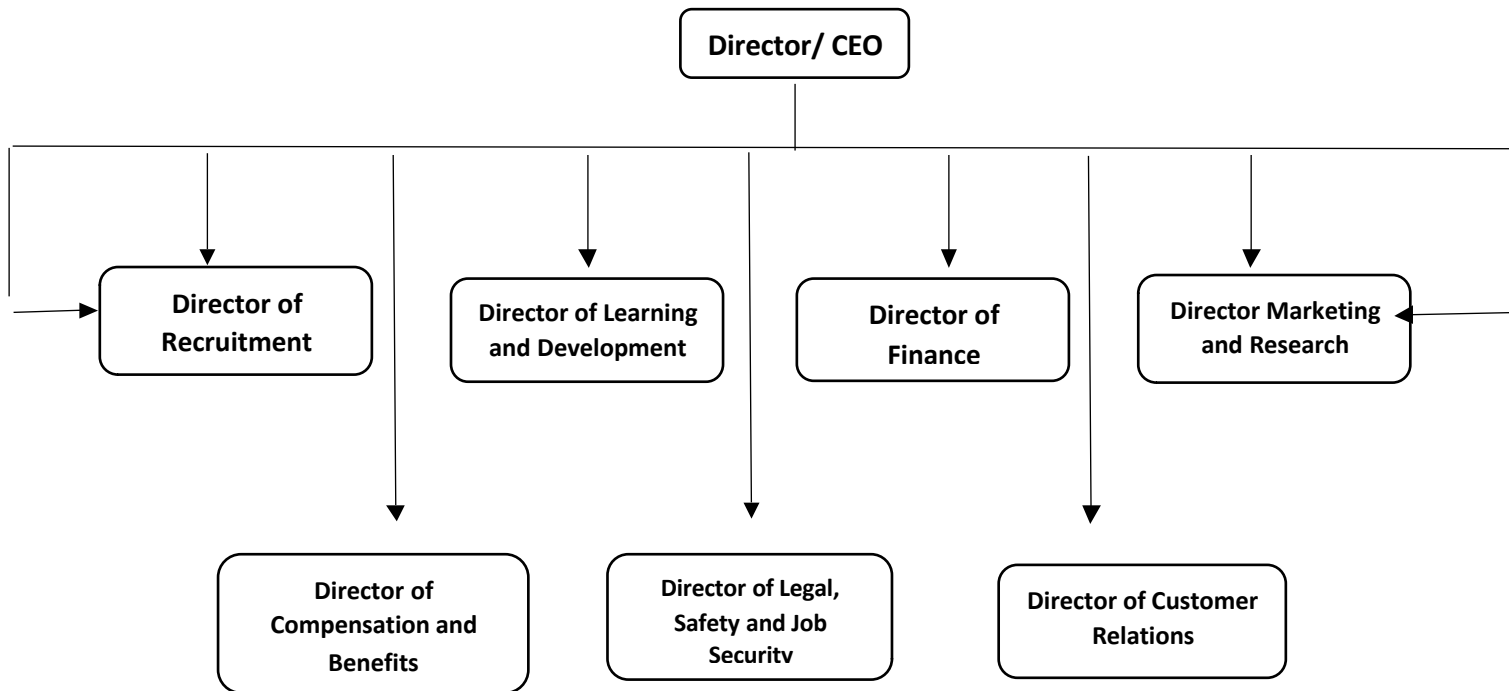 Director/ CEO
Director of
Recruitment
Director of Learning
and Development
Director of
Finance
Director Marketing
and Research
Director of
Compensation and
Benefits
Director of Legal,
Safety and Job
Security
Director of Customer
Relations